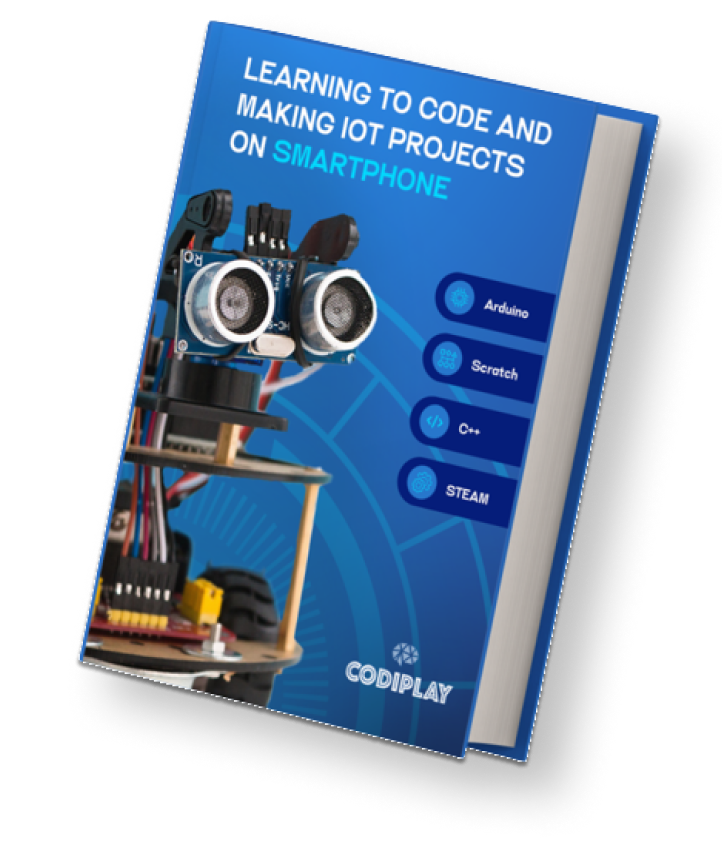 LEARNING TO CODE AND
MAKING IOT PROJECTS
ON SMARTPHONE
Arduino
Scratch
C++
STEAM
CODIPLAY